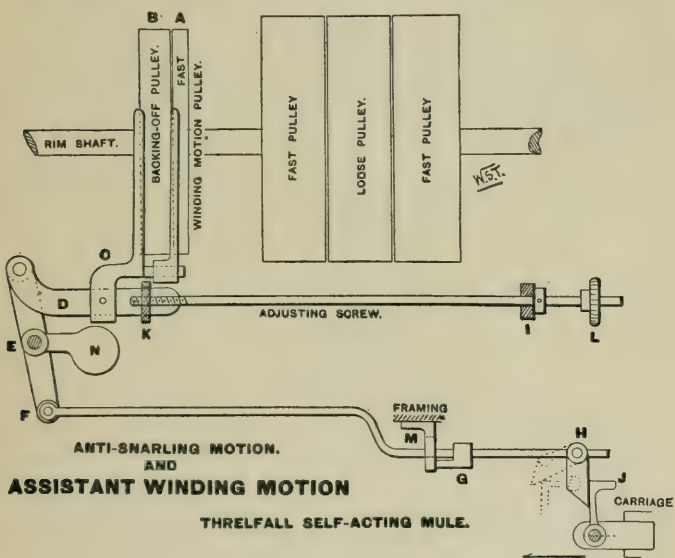 B A
BACKING-OFF PULLEY.
FAST
WINDING MOTION PULLEY.
FAST PULLEY
LOOSE PULLEY.
FAST PULLEY
RIM SHAFT.
W.S.T.
O
D
K
ADJUSTING SCREW.
I
L
E
N
F
FRAMING
M
G
H
J
CARRIAGE
ANTI-SNARLING MOTION.
AND
ASSISTANT WINDING MOTION
THRELFALL SELF-ACTING MULE.